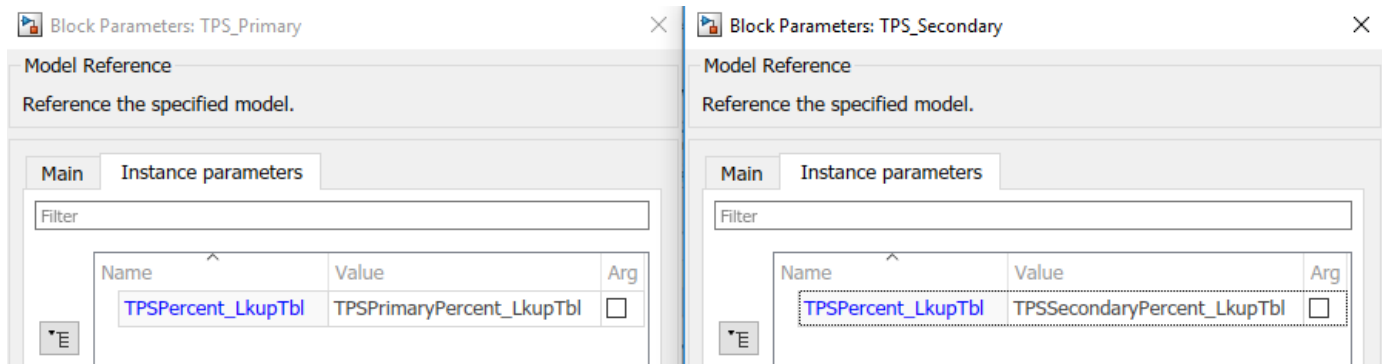 Block Parameters: TPS_Primary
Model Reference
Reference the specified model.
Main Instance parameters
Filter
Name Value Arg
TPSPercent_LkupTbl TPSPrimaryPercent_LkupTbl
Block Parameters: TPS_Secondary
Model Reference
Reference the specified model.
Main Instance parameters
Filter
Name Value Arg
TPSPercent_LkupTbl TPSSecondaryPercent_LkupTbl